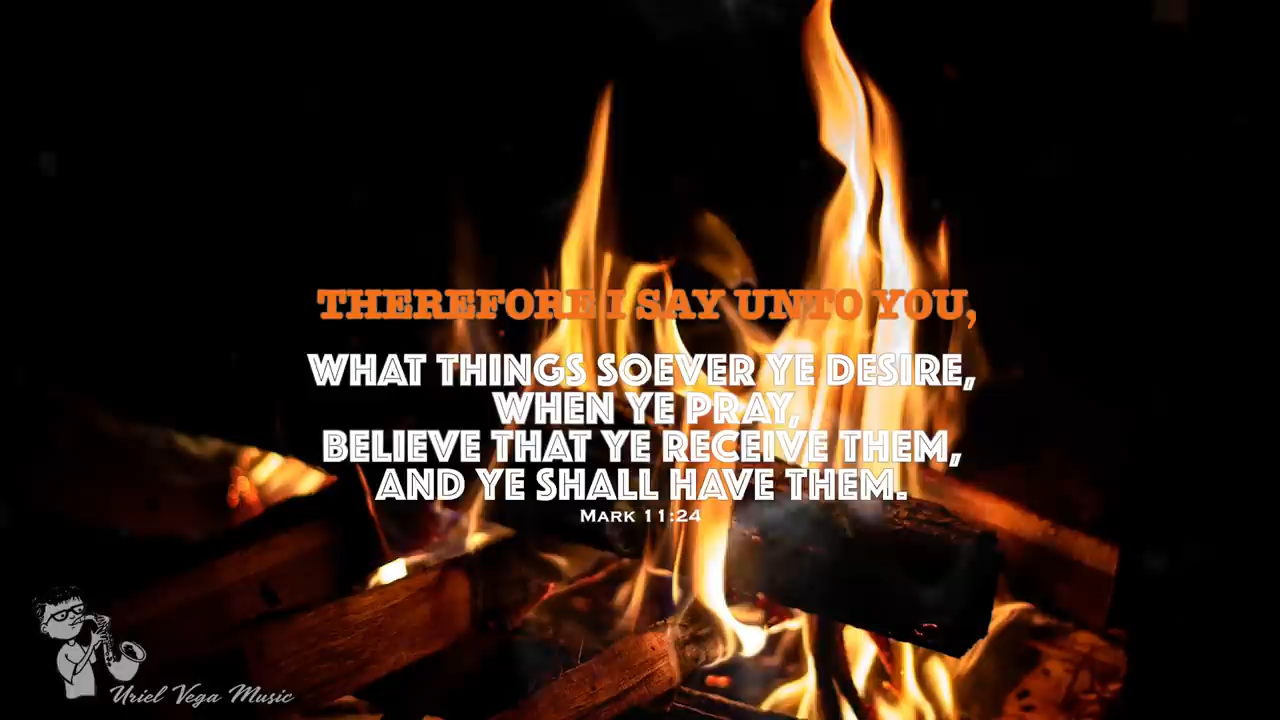 THEREFORE I SAY UNTO YOU,
WHAT THINGS SOEVER YE DESIRE,
WHEN YE PRAY,
BELIEVE THAT YE RECEIVE THEM,
AND YE SHALL HAVE THEM.
Mark 11:24
Uriel Vega Music